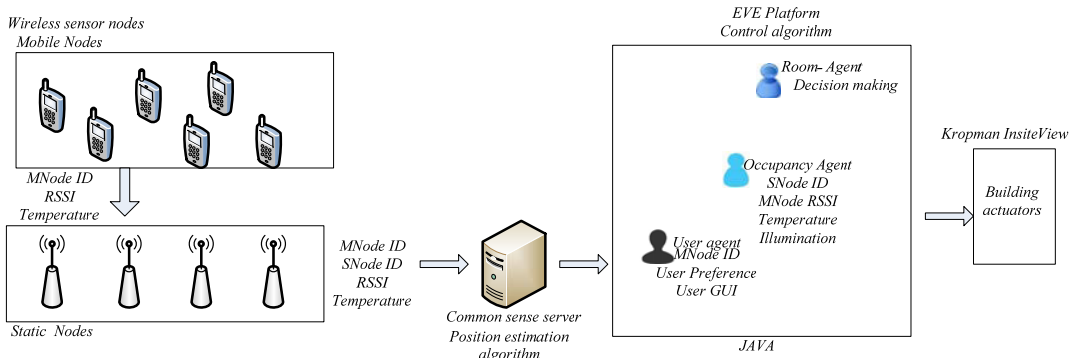 Wireless sensor nodes
Mobile Nodes
MNode ID
RSSI
Temperature
Static Nodes
MNode ID
SNode ID
RSSI
Temperature
Common sense server
Position estimation
algorithm
EVE Platform
Control algorithm
Room-Agent
Decision making
Occupancy Agent
SNode ID
MNode RSSI
Temperature
Illumination
User agent
MNode ID
User Preference
User GUI
JAVA
Kropman InsiteView
Building
actuators